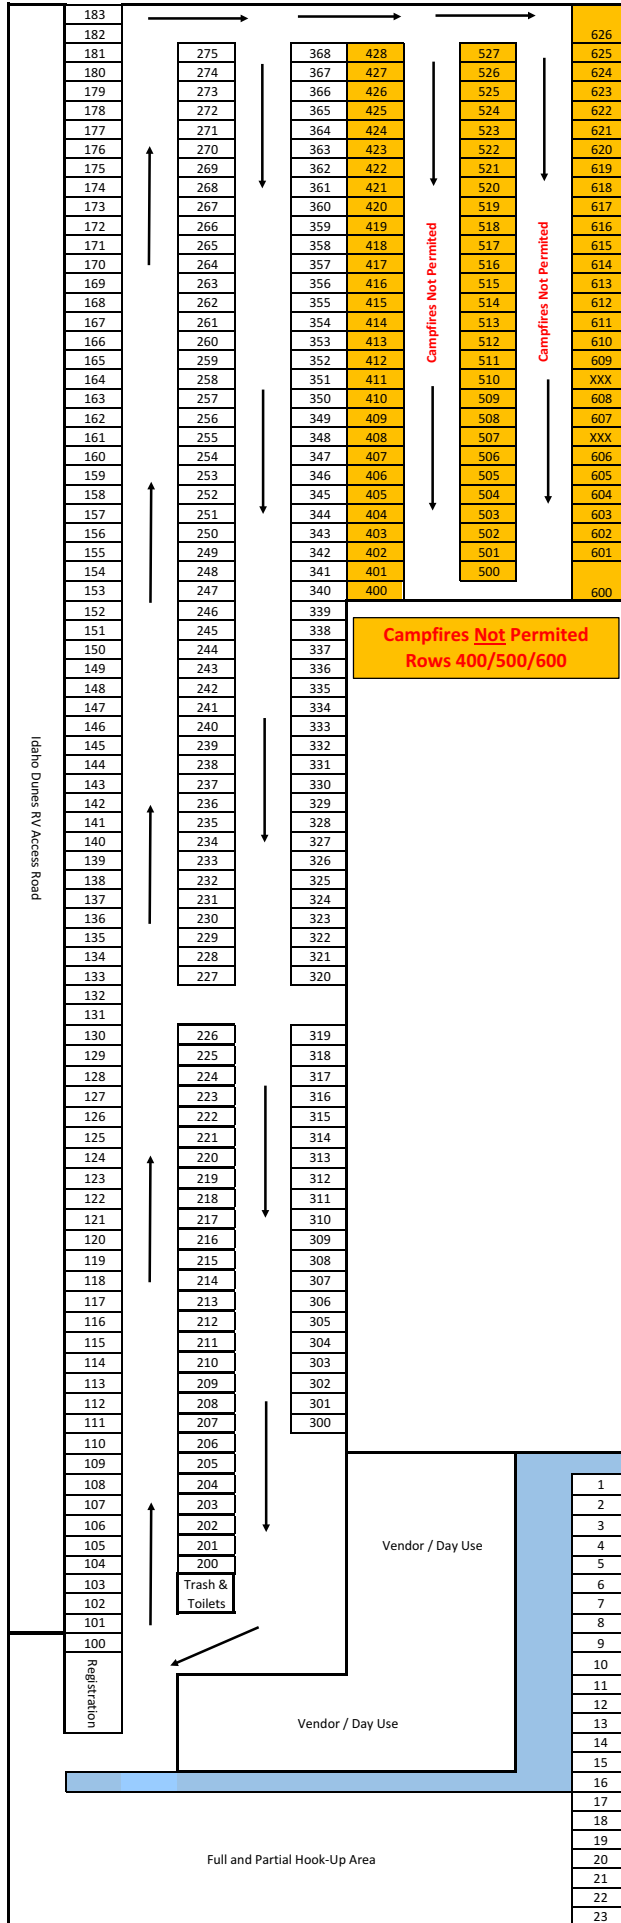 183
182 626
181 275 368 428 527 625
180 274 367 427 526 624
179 273 366 426 525 623
178 272 365 425 524 622
177 271 364 424 523 621
176 270 363 423 522 620
175 269 362 422 521 619
174 268 361 421 520 618
173 267 360 420 519 617
172 266 359 419 518 616
171 265 358 418 517 615
170 264 357 417 516 614
169 263 356 416 515 613
168 262 355 415 514 612
167 261 354 414 513 611
166 260 353 413 512 610
165 259 352 412 511 609
164 258 351 411 510 XXX
163 257 350 410 509 608
162 256 349 409 508 607
161 255 348 408 507 XXX
160 254 347 407 506 606
159 253 346 406 505 605
158 252 345 405 504 604
157 251 344 404 503 603
156 250 343 403 502 602
155 249 342 402 501 601
154 248 341 401 500
153 247 340 400 600
Campfires Not Permited
Campfires Not Permited
152 246 339
151 245 338
150 244 337
149 243 336
148 242 335
147 241 334
146 240 333
145 239 332
144 238 331
143 237 330
142 236 329
141 235 328
140 234 327
139 233 326
138 232 325
137 231 324
136 230 323
135 229 322
134 228 321
133 227 320
Campfires Not Permited
Rows 400/500/600
Idaho Dunes RV Access Road
132
131
130 226 319
129 225 318
128 224 317
127 223 316
126 222 315
125 221 314
124 220 313
123 219 312
122 218 311
121 217 310
120 216 309
119 215 308
118 214 307
117 213 306
116 212 305
115 211 304
114 210 303
113 209 302
112 208 301
111 207 300
110 206
109 205
108 204 1
107 203 2
106 202 3
105 201 4
104 200 5
103 6
102 7
101 8
100 9
Trash &
Toilets
Vendor / Day Use
Registration
10
11
12
13
14
15
16
Vendor / Day Use
17
18
19
20
21
22
23
Full and Partial Hook-Up Area